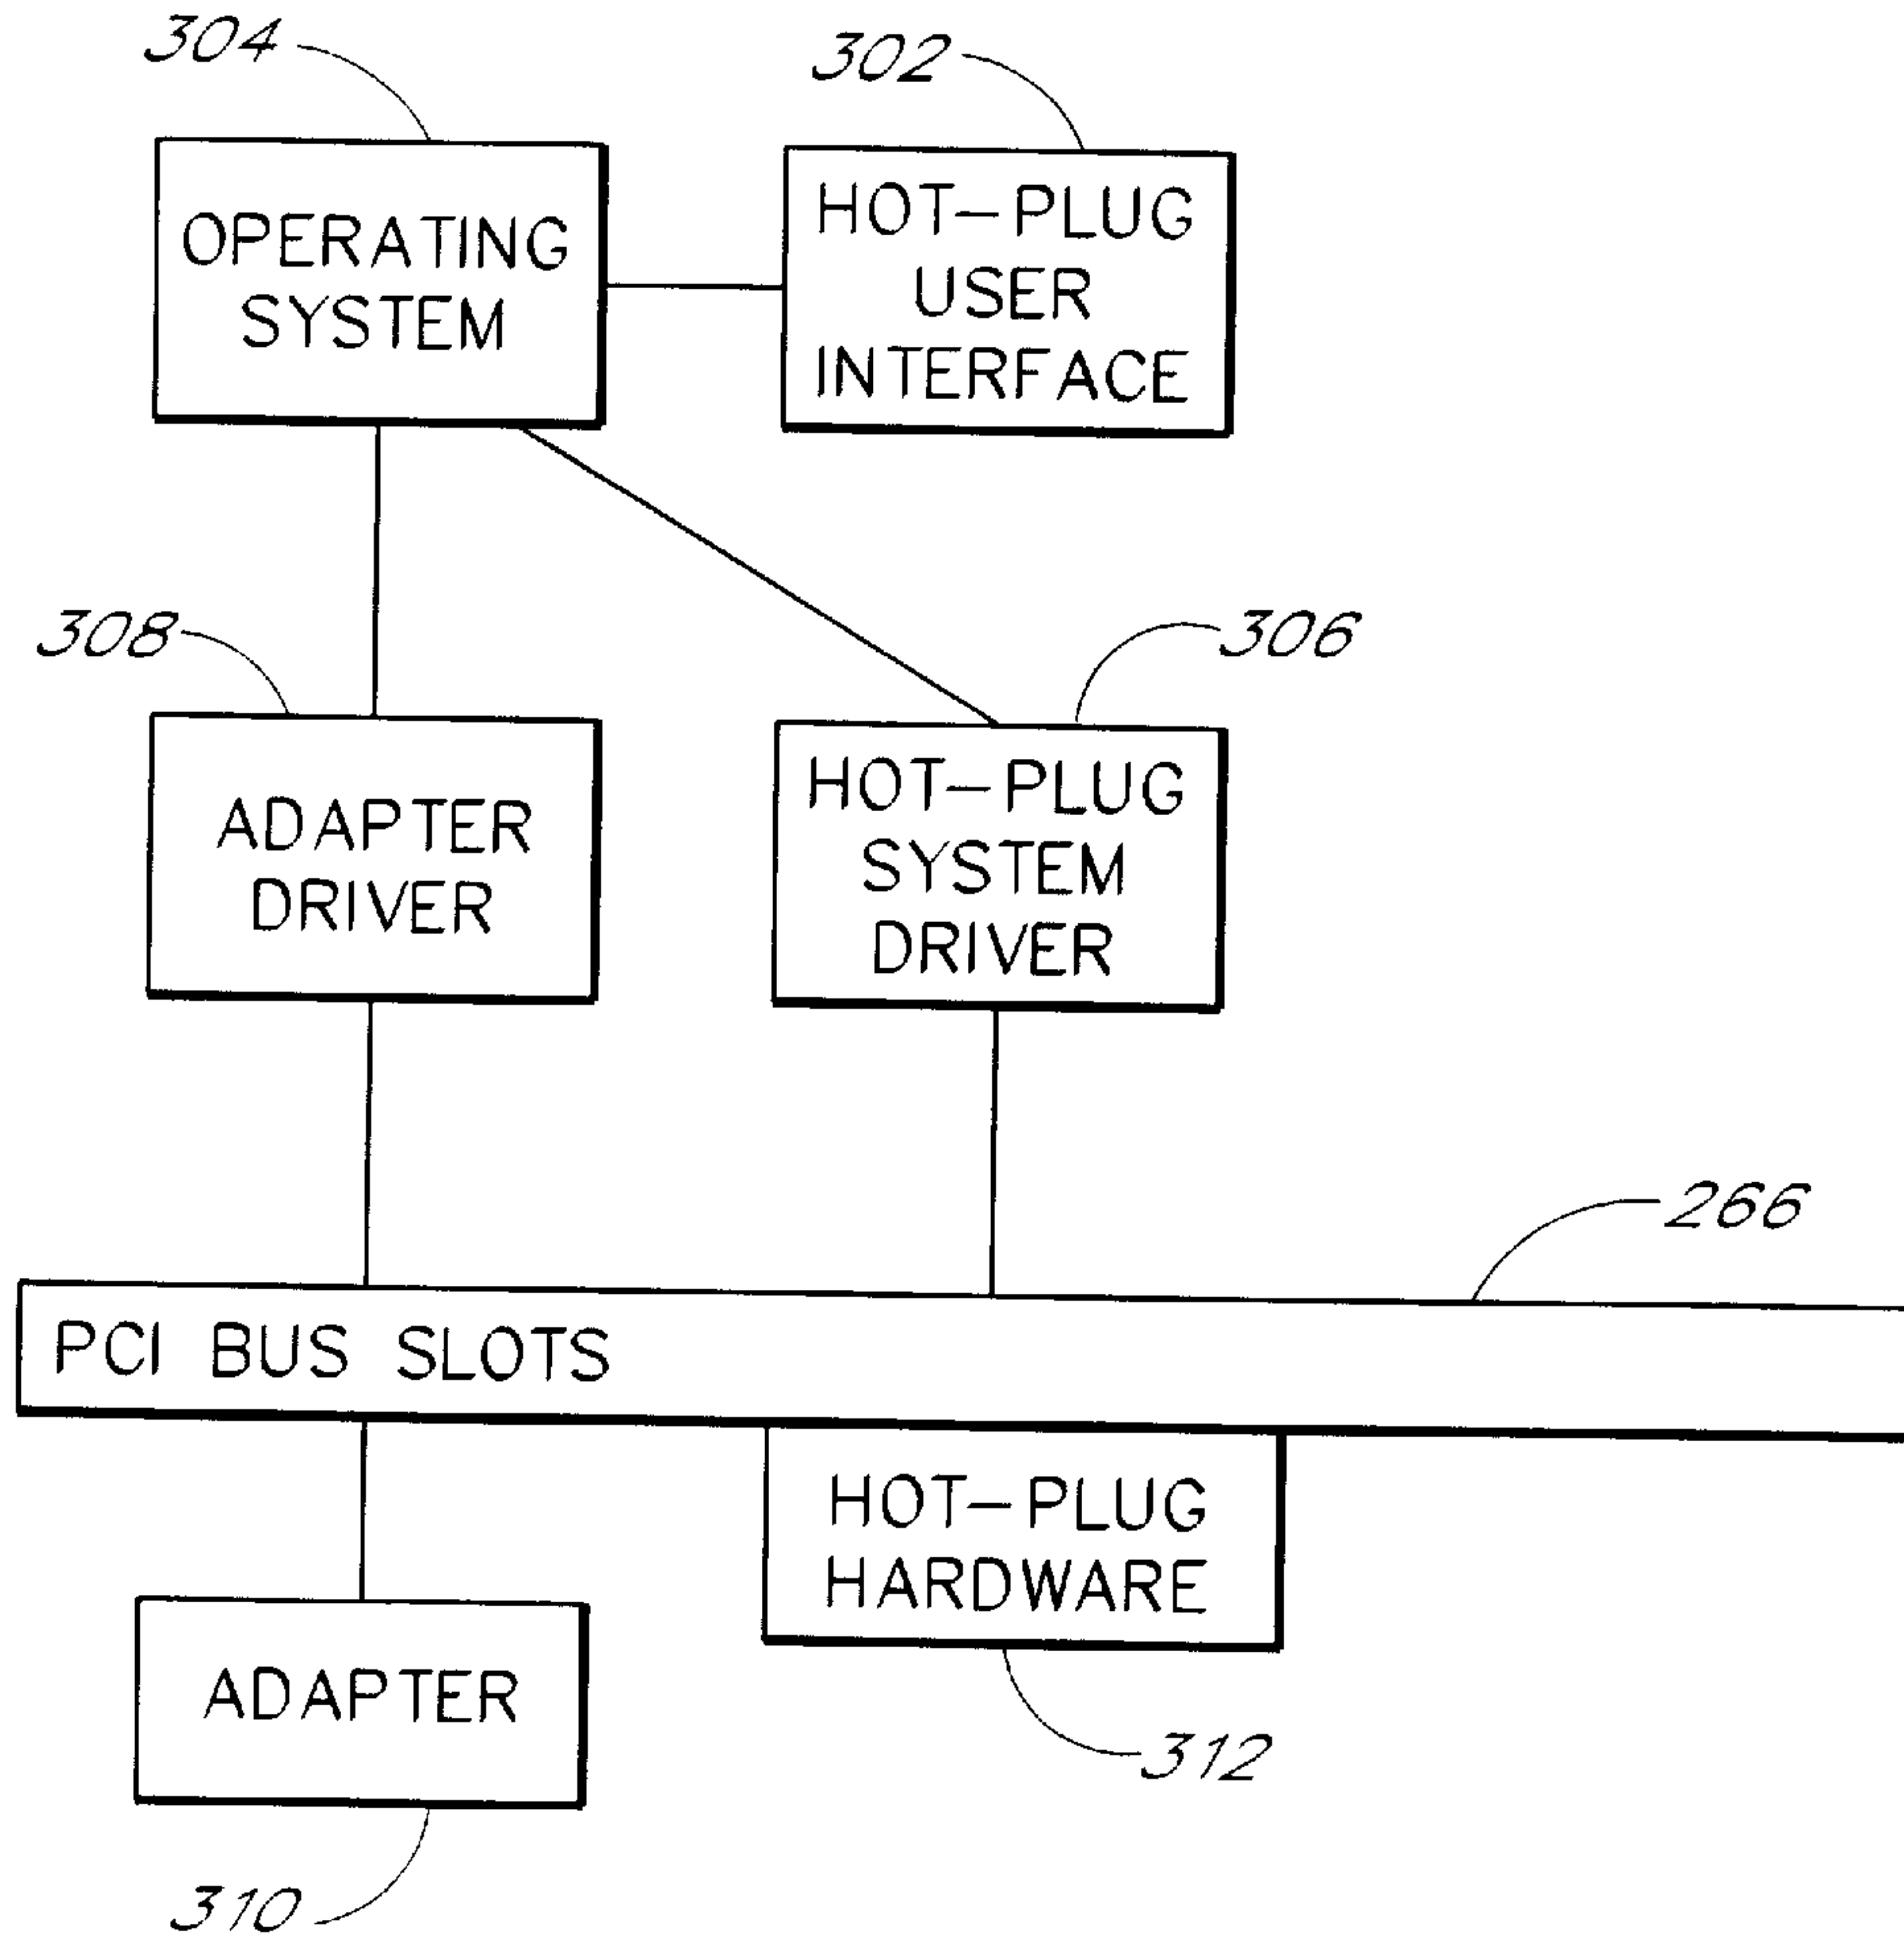 304
302
OPERATING
SYSTEM
HOT-PLUG
USER
INTERFACE
308
306
ADAPTER
DRIVER
HOT-PLUG
SYSTEM
DRIVER
266
PCI BUS SLOTS
HOT-PLUG
HARDWARE
ADAPTER
312
310